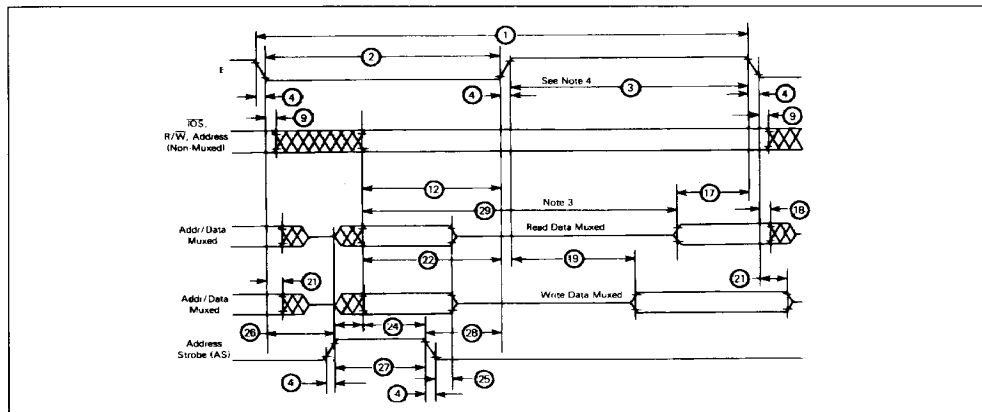 1
2
E
See Note 4
3
4
4
4
9
9
IOS,
R/W, Address
(Non-Muxed)
12
17
29
Note 3
18
Addr/Data
Muxed
Read Data Muxed
22
19
21
21
Addr/Data
Muxed
Write Data Muxed
26
24
28
Address
Strobe (AS)
27
4
4
25